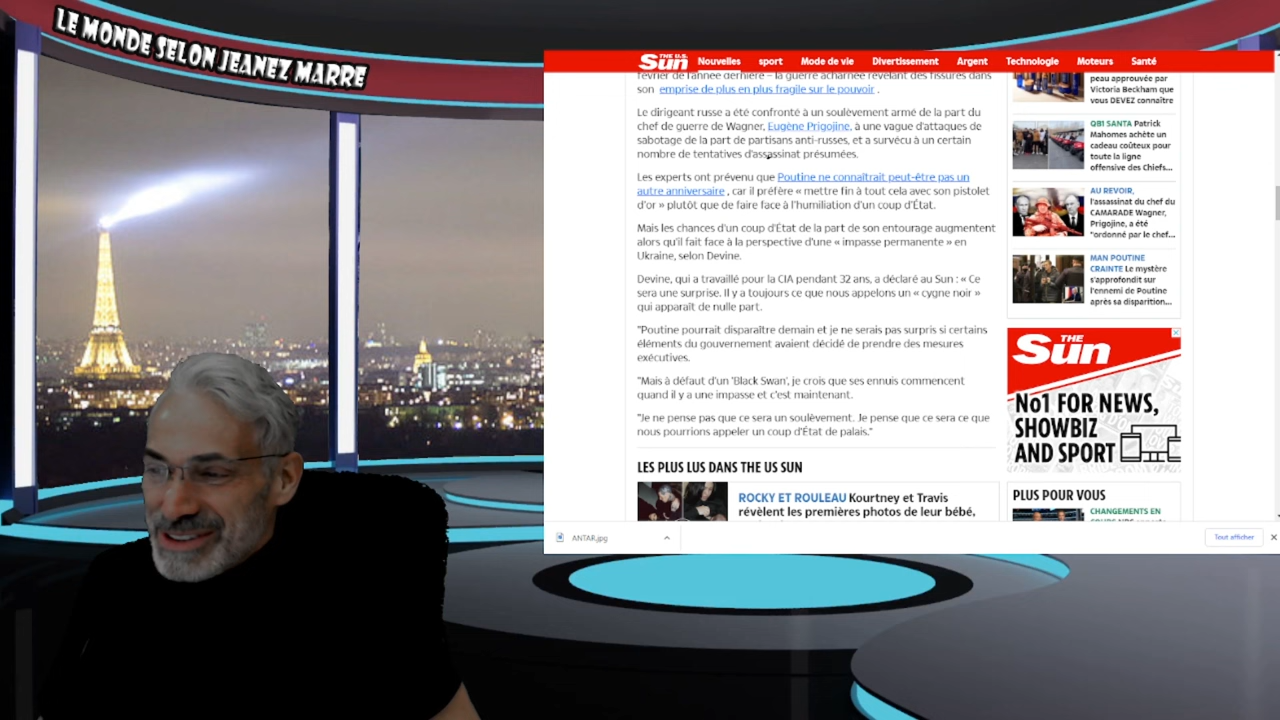 LE MONDE SELON JEANEZ MARRE
THE U.S. Sun Nouvelles sport Mode de vie Divertissement Argent Technologie Moteurs Santé
février de l'année dernière – la guerre acharnée révélant des fissures dans
son emprise de plus en plus fragile sur le pouvoir .
Le dirigeant russe a été confronté à un soulèvement armé de la part du
chef de guerre de Wagner, Eugène Prigojine, à une vague d'attaques de
sabotage de la part de partisans anti-russes, et a survécu à un certain
nombre de tentatives d'assassinat présumées.
Les experts ont prévenu que Poutine ne connaîtrait peut-être pas un
autre anniversaire , car il préfère « mettre fin à tout cela avec son pistolet
d'or » plutôt que de faire face à l'humiliation d'un coup d'État.
Mais les chances d'un coup d'État de la part de son entourage augmentent
alors qu'il fait face à la perspective d'une « impasse permanente » en
Ukraine, selon Devine.
Devine, qui a travaillé pour la CIA pendant 32 ans, a déclaré au Sun : « Ce
sera une surprise. Il y a toujours ce que nous appelons un « cygne noir »
qui apparaît de nulle part.
"Poutine pourrait disparaître demain et je ne serais pas surpris si certains
éléments du gouvernement avaient décidé de prendre des mesures
exécutives.
"Mais à défaut d'un 'Black Swan', je crois que ses ennuis commencent
quand il y a une impasse et c'est maintenant.
"Je ne pense pas que ce sera un soulèvement. Je pense que ce sera ce que
nous pourrions appeler un coup d'État de palais."
LES PLUS LUS DANS THE US SUN
ROCKY ET ROULEAU Kourtney et Travis
révèlent les premières photos de leur bébé,
peau approuvée par
Victoria Beckham que
vous DEVEZ connaître
QB1 SANTA Patrick
Mahomes achète un
cadeau coûteux pour
toute la ligne
offensive des Chiefs...
AU REVOIR,
l'assassinat du chef du
CAMARADE Wagner,
Prigojine, a été
"ordonné par le chef...
MAN POUTINE
CRAINTE Le mystère
s'approfondit sur
l'ennemi de Poutine
après sa disparition...
THE
Sun
No1 FOR NEWS,
SHOWBIZ
AND SPORT
PLUS POUR VOUS
CHANGEMENTS EN
ANTAR.jpg
Tout afficher